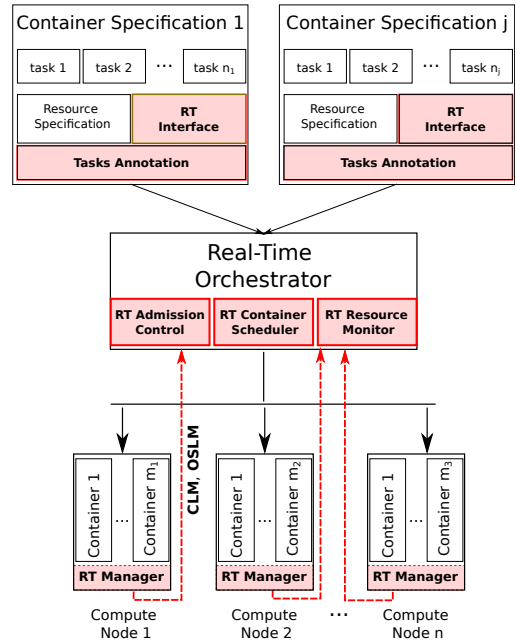 Container Specification 1
task 1 task 2 ... task n1
Resource
Specification
RT
Interface
Tasks Annotation
Container Specification j
task 1 task 2 ... task nj
Resource
Specification
RT
Interface
Tasks Annotation
Real-Time
Orchestrator
RT Admission
Control
RT Container
Scheduler
RT Resource
Monitor
CLM, OSLM
Container 1
...
Container m1
RT Manager
Compute
Node 1
Container 1
...
Container m2
RT Manager
Compute
Node 2
...
Container 1
...
Container m3
RT Manager
Compute
Node n